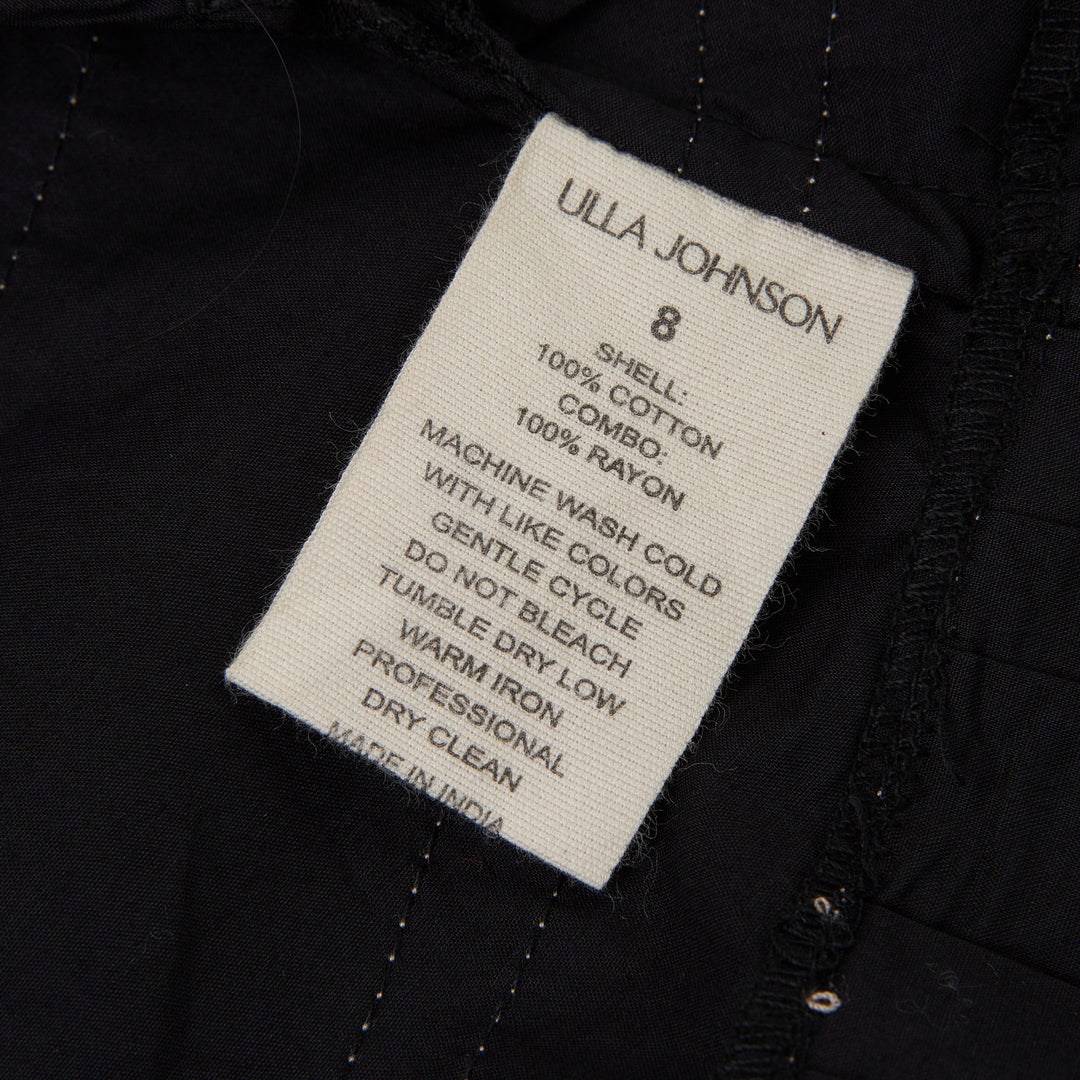 ULLA JOHNSON
8
SHELL:
100% COTTON
COMBO:
100% RAYON
MACHINE WASH COLD
WITH LIKE COLORS
GENTLE CYCLE
DO NOT BLEACH
TUMBLE DRY LOW
WARM IRON
PROFESSIONAL
DRY CLEAN
MADE IN INDIA